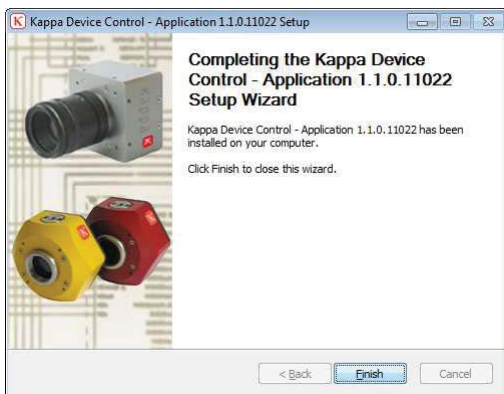 Kappa Device Control - Application 1.1.0.11022 Setup
Completing the Kappa Device
Control - Application 1.1.0.11022
Setup Wizard
Kappa Device Control - Application 1.1.0.11022 has been
installed on your computer.
Click Finish to close this wizard.
kappa
< Back
Finish
Cancel